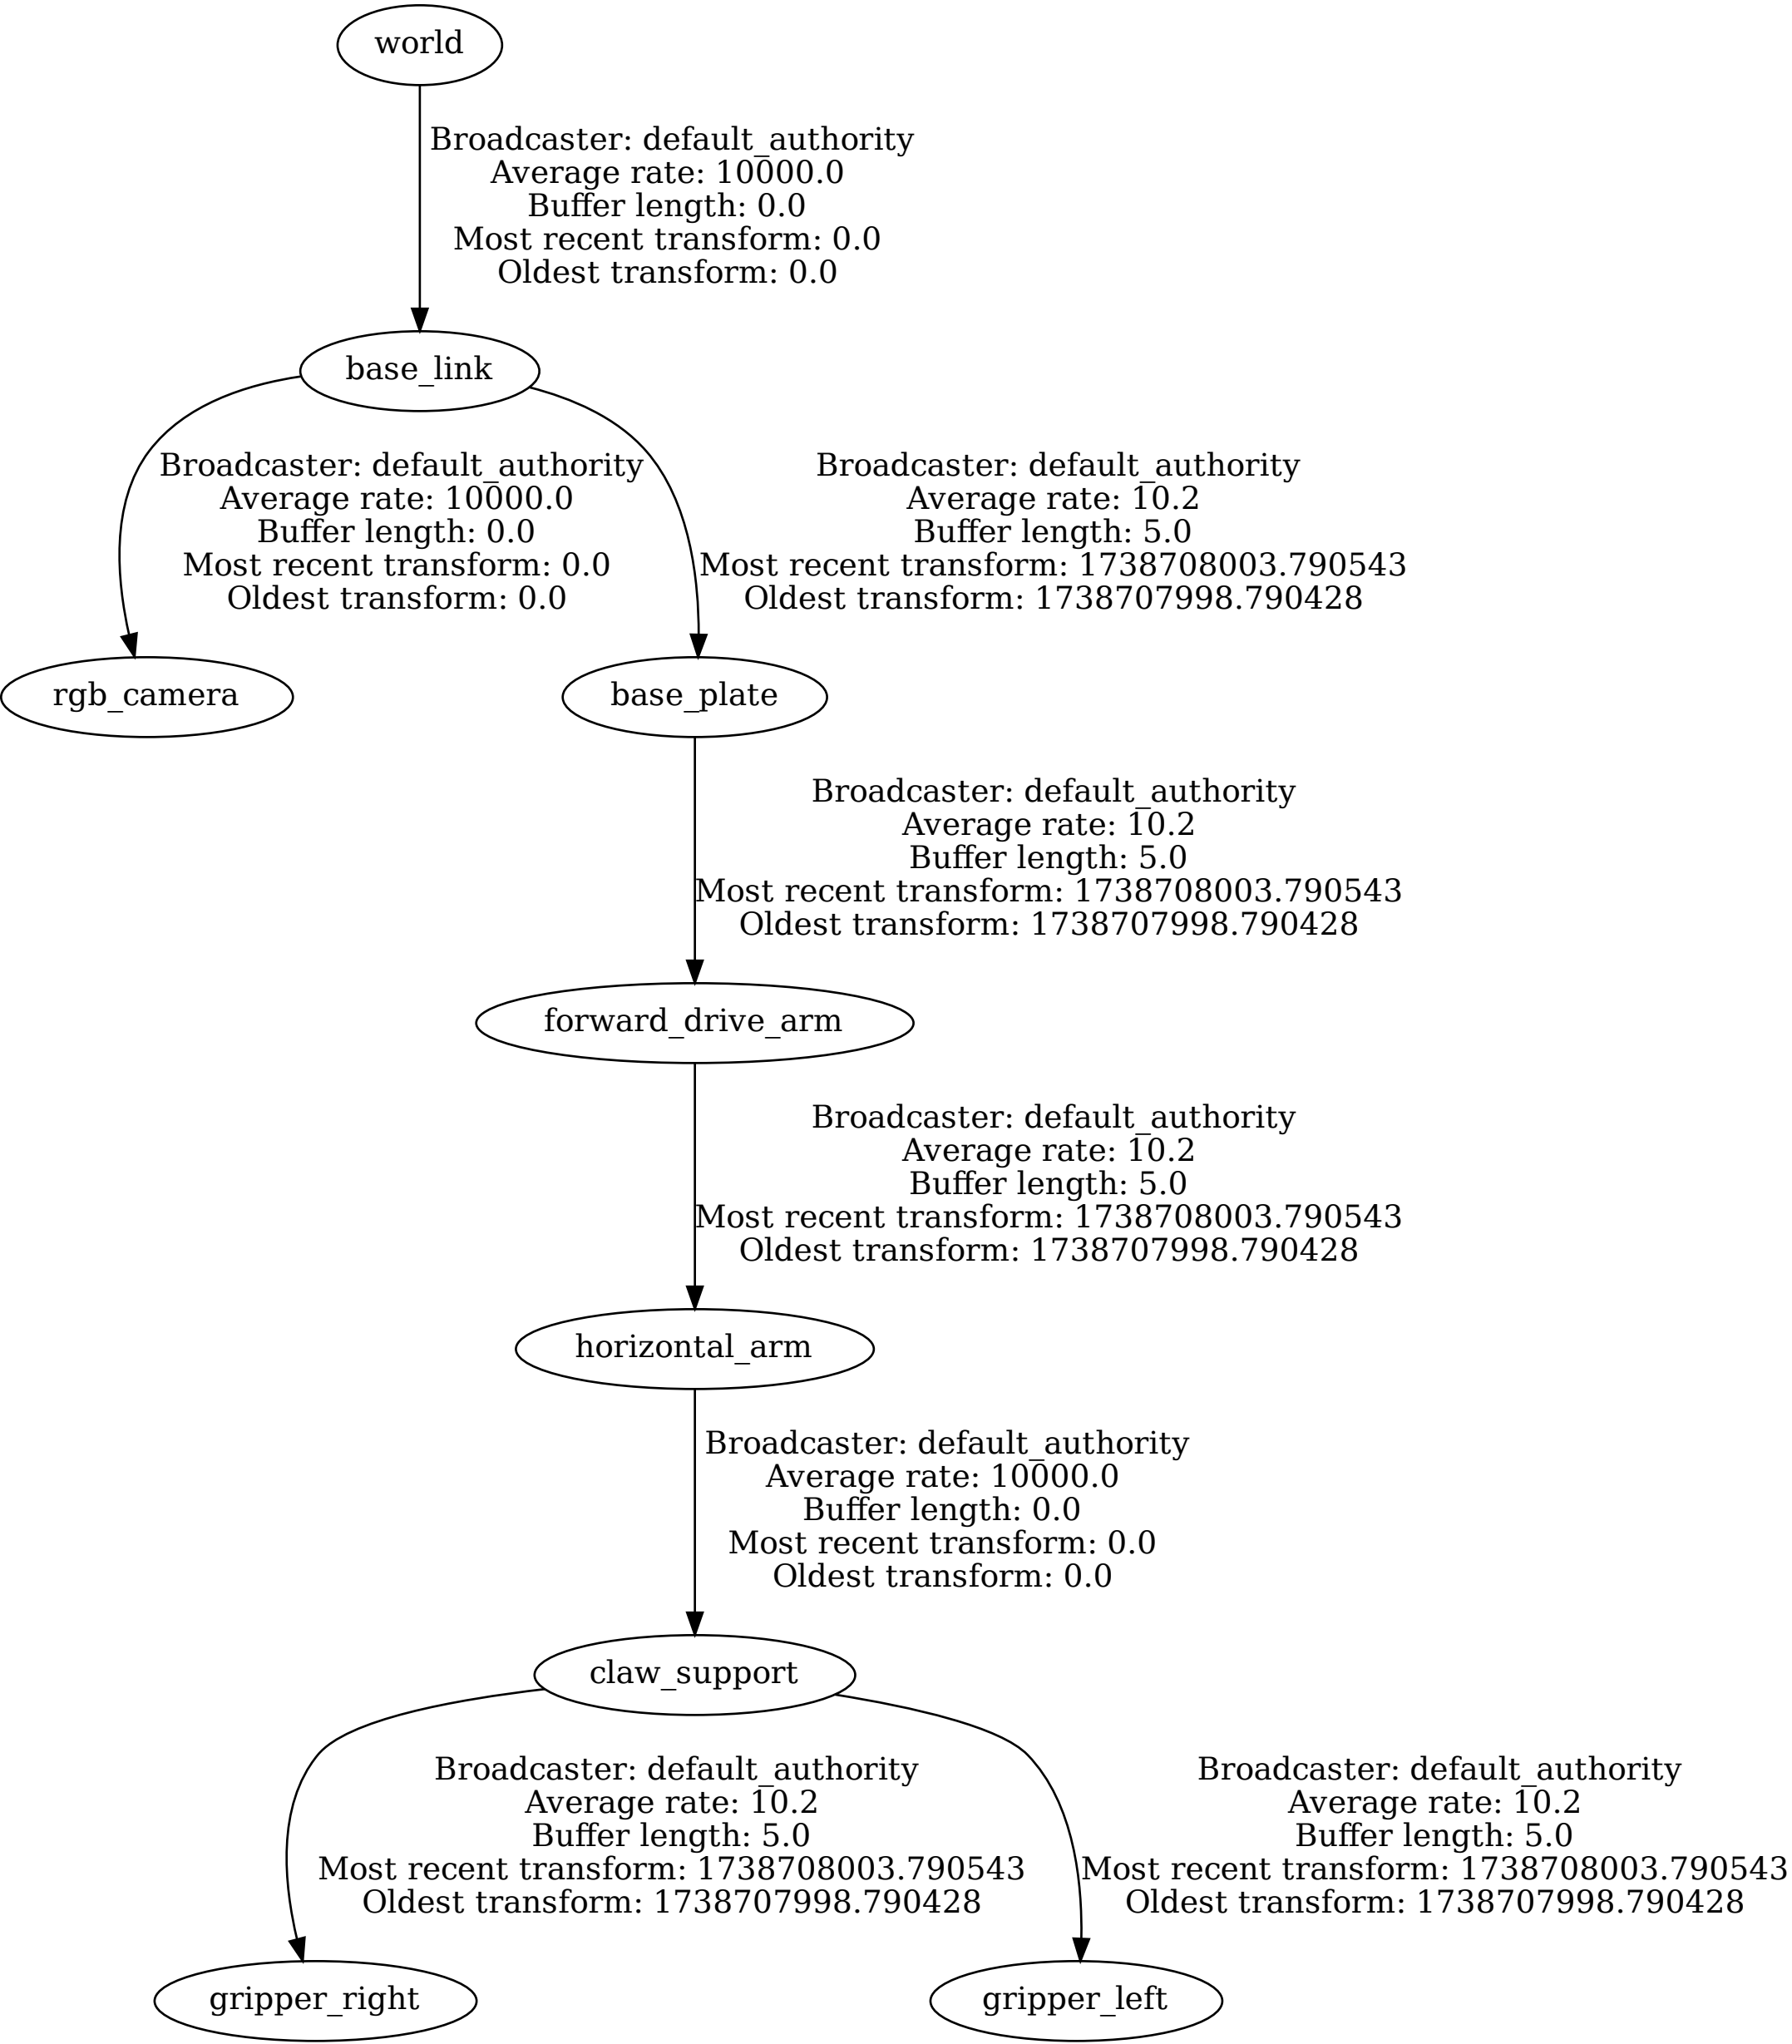 world
Broadcaster: default_authority
Average rate: 10000.0
Buffer length: 0.0
Most recent transform: 0.0
Oldest transform: 0.0
base_link
Broadcaster: default_authority
Average rate: 10000.0
Buffer length: 0.0
Most recent transform: 0.0
Oldest transform: 0.0
Broadcaster: default_authority
Average rate: 10.2
Buffer length: 5.0
Most recent transform: 1738708003.790543
Oldest transform: 1738707998.790428
rgb_camera
base_plate
Broadcaster: default_authority
Average rate: 10.2
Buffer length: 5.0
Most recent transform: 1738708003.790543
Oldest transform: 1738707998.790428
forward_drive_arm
Broadcaster: default_authority
Average rate: 10.2
Buffer length: 5.0
Most recent transform: 1738708003.790543
Oldest transform: 1738707998.790428
horizontal_arm
Broadcaster: default_authority
Average rate: 10000.0
Buffer length: 0.0
Most recent transform: 0.0
Oldest transform: 0.0
claw_support
Broadcaster: default_authority
Average rate: 10.2
Buffer length: 5.0
Most recent transform: 1738708003.790543
Oldest transform: 1738707998.790428
Broadcaster: default_authority
Average rate: 10.2
Buffer length: 5.0
Most recent transform: 1738708003.790543
Oldest transform: 1738707998.790428
gripper_right
gripper_left